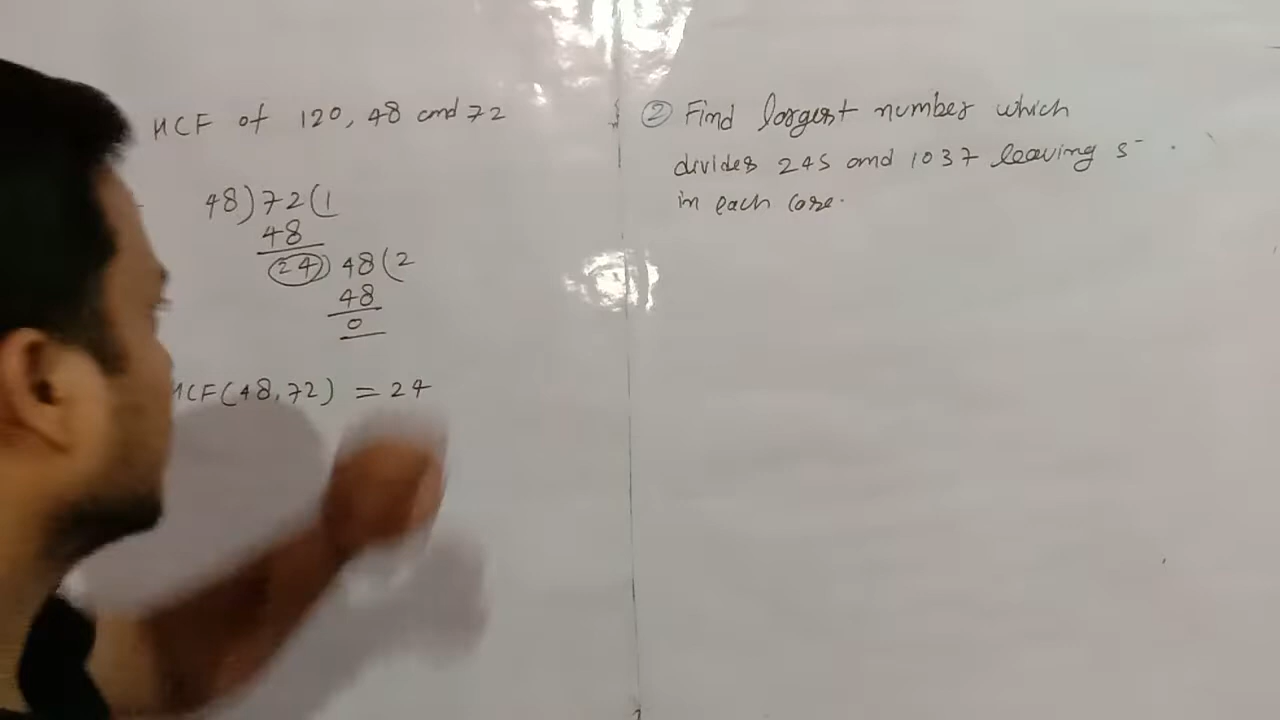 HCF of 120, 48 and 72
48)72(1
48
24)48(2
48
0
HCF(48,72) = 24
② Find largest number which
divides 245 and 1037 leaving 5
in each case.